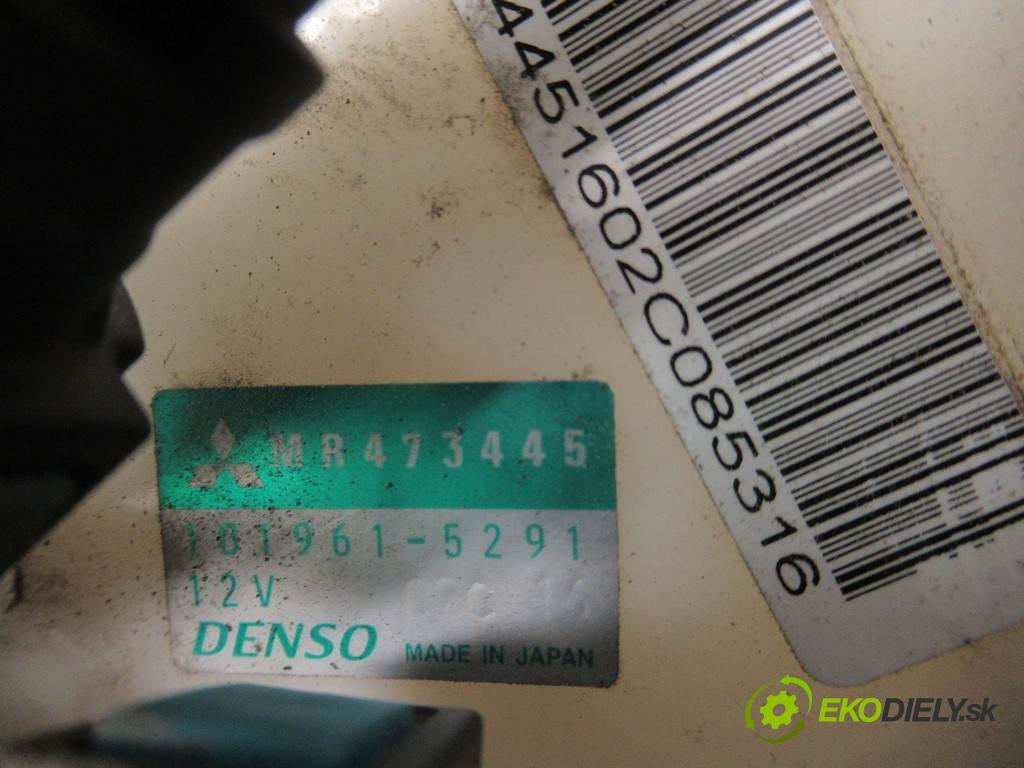 4451602C085316
MR473445
101961-5291
12V
DENSO MADE IN JAPAN
EKODIELY.sk